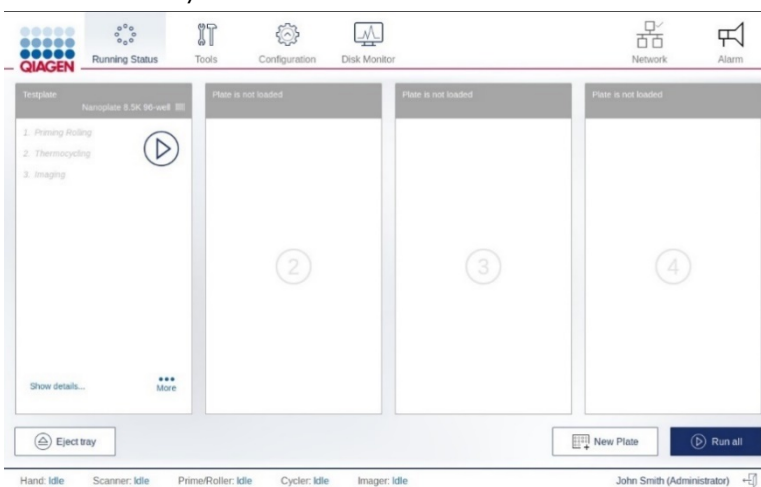 QIAGEN
Running Status
Tools
Configuration
Disk Monitor
Network
Alarm
Testplate
Nanoplate 8.5K 96-well
Plate is not loaded
Plate is not loaded
Plate is not loaded
1. Priming Rolling
2. Thermocycling
3. Imaging
2
3
4
Show details...
More
Eject tray
New Plate
Run all
Hand: Idle
Scanner: Idle
Prime/Roller: Idle
Cycler: Idle
Imager: Idle
John Smith (Administrator)